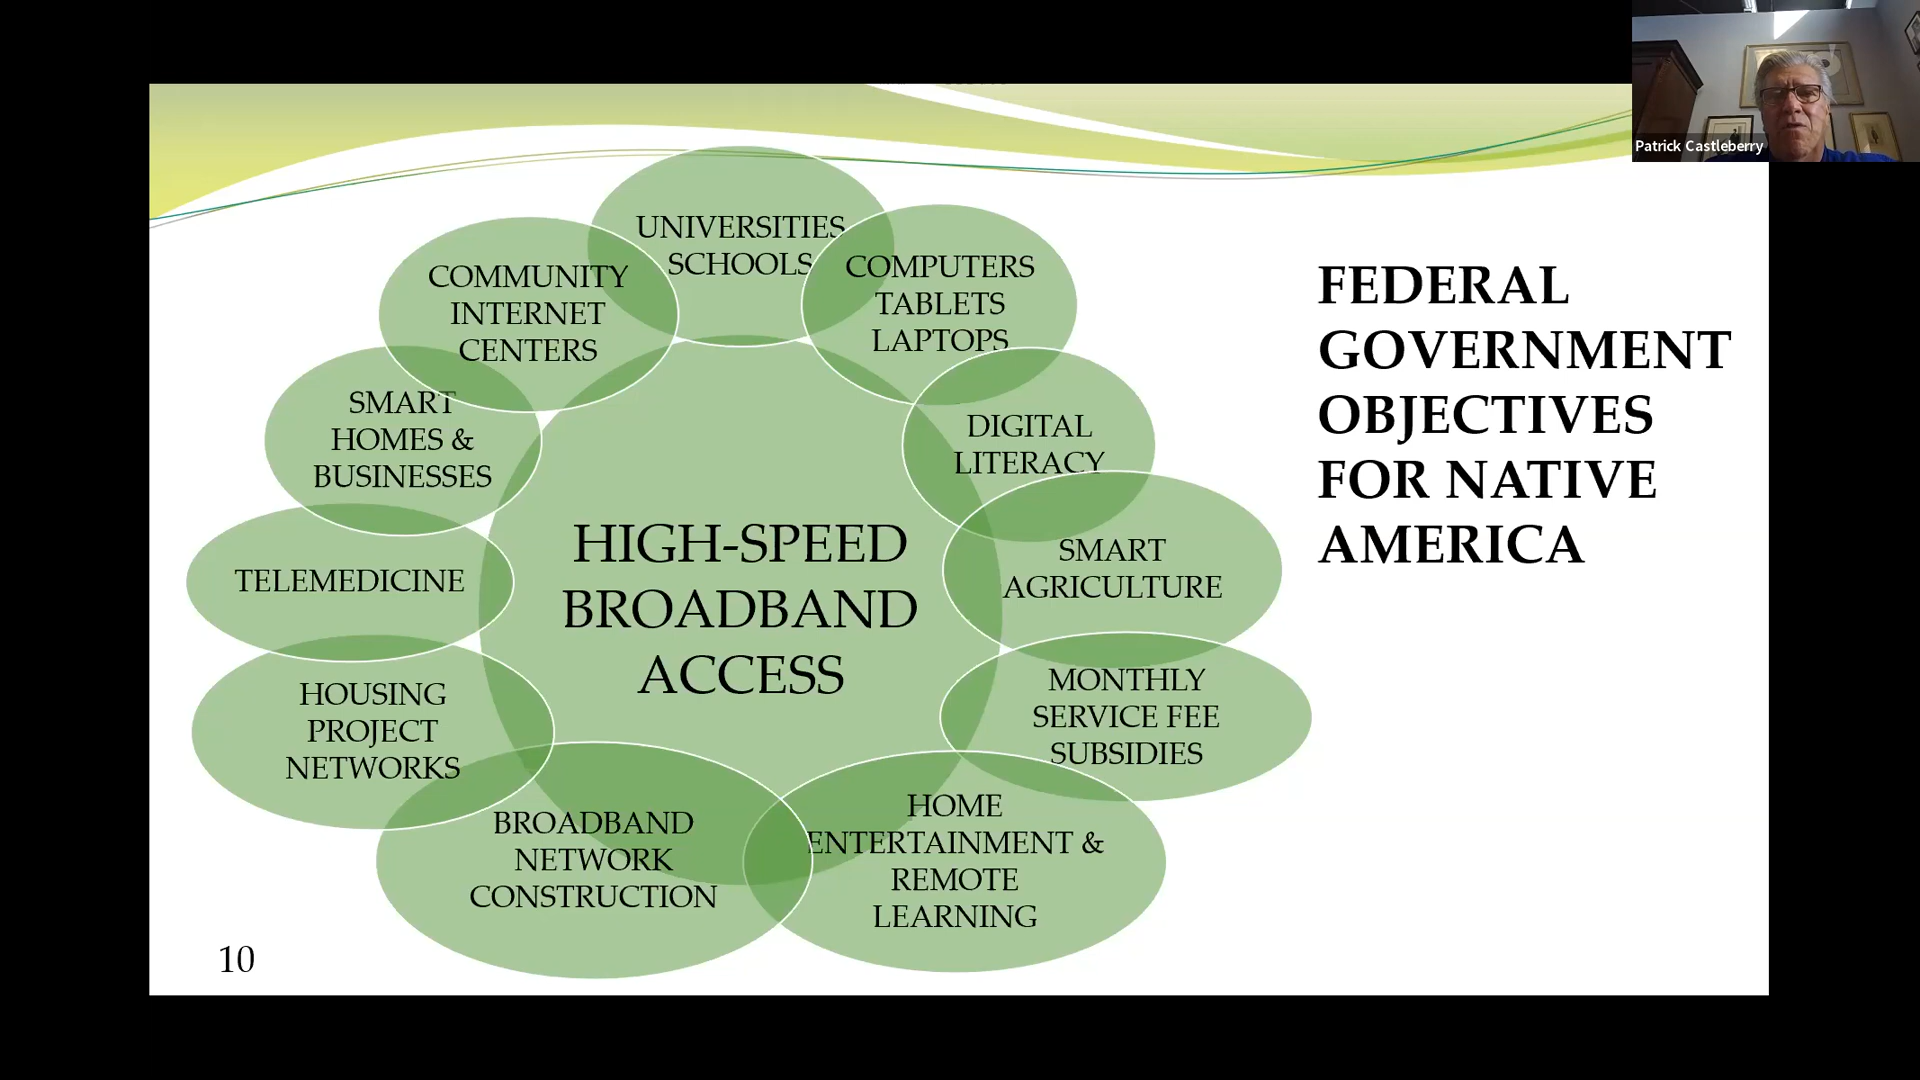 Patrick Castleberry
UNIVERSITIES
SCHOOLS
COMPUTERS
TABLETS
LAPTOPS
DIGITAL
LITERACY
SMART
AGRICULTURE
MONTHLY
SERVICE FEE
SUBSIDIES
HOME
ENTERTAINMENT &
REMOTE
LEARNING
BROADBAND
NETWORK
CONSTRUCTION
HOUSING
PROJECT
NETWORKS
TELEMEDICINE
SMART
HOMES &
BUSINESSES
COMMUNITY
INTERNET
CENTERS
HIGH-SPEED
BROADBAND
ACCESS
FEDERAL
GOVERNMENT
OBJECTIVES
FOR NATIVE
AMERICA
10